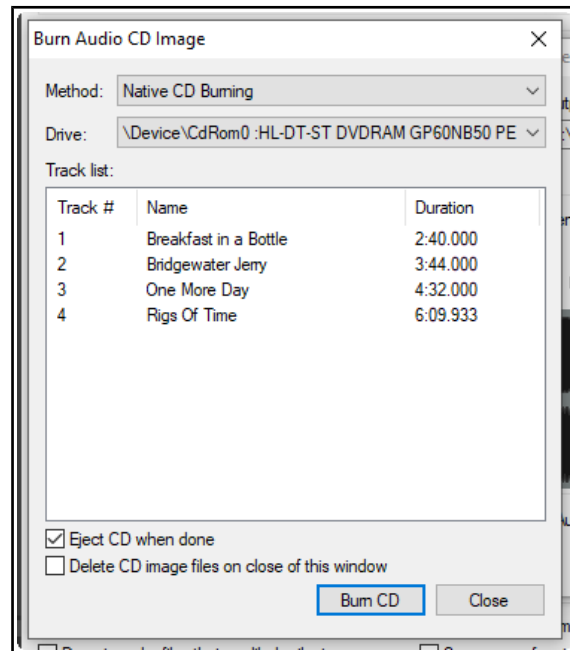 Burn Audio CD Image
Method: Native CD Burning
Drive: \Device\CdRom0 :HL-DT-ST DVDRAM GP60NB50 PE
Track list:
Track # Name Duration
1 Breakfast in a Bottle 2:40.000
2 Bridgewater Jerry 3:44.000
3 One More Day 4:32.000
4 Rigs Of Time 6:09.933
Eject CD when done
Delete CD image files on close of this window
Burn CD Close